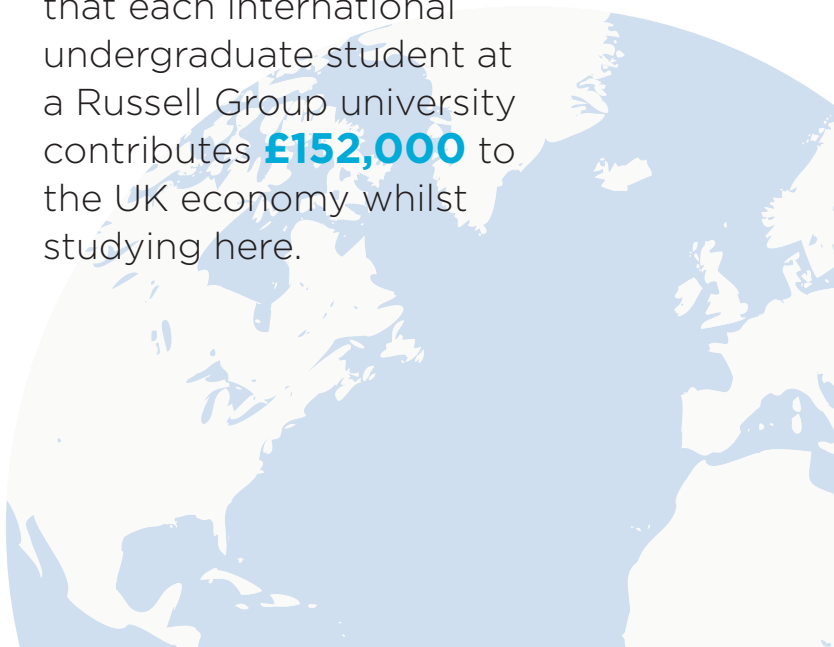 that each international
undergraduate student at
a Russell Group university
contributes £152,000 to
the UK economy whilst
studying here.